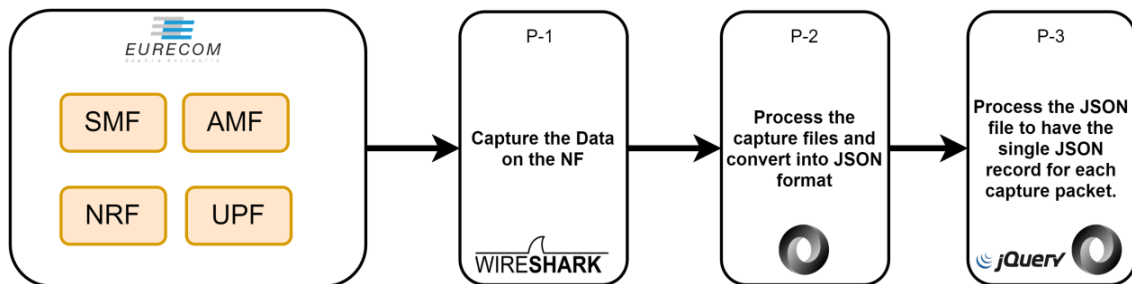 EURECOM
Sophia Antipolis
SMF
AMF
NRF
UPF
P-1
Capture the Data
on the NF
WIRESHARK
P-2
Process the
capture files and
convert into JSON
format
P-3
Process the JSON
file to have the
single JSON
record for each
capture packet.
jQuery